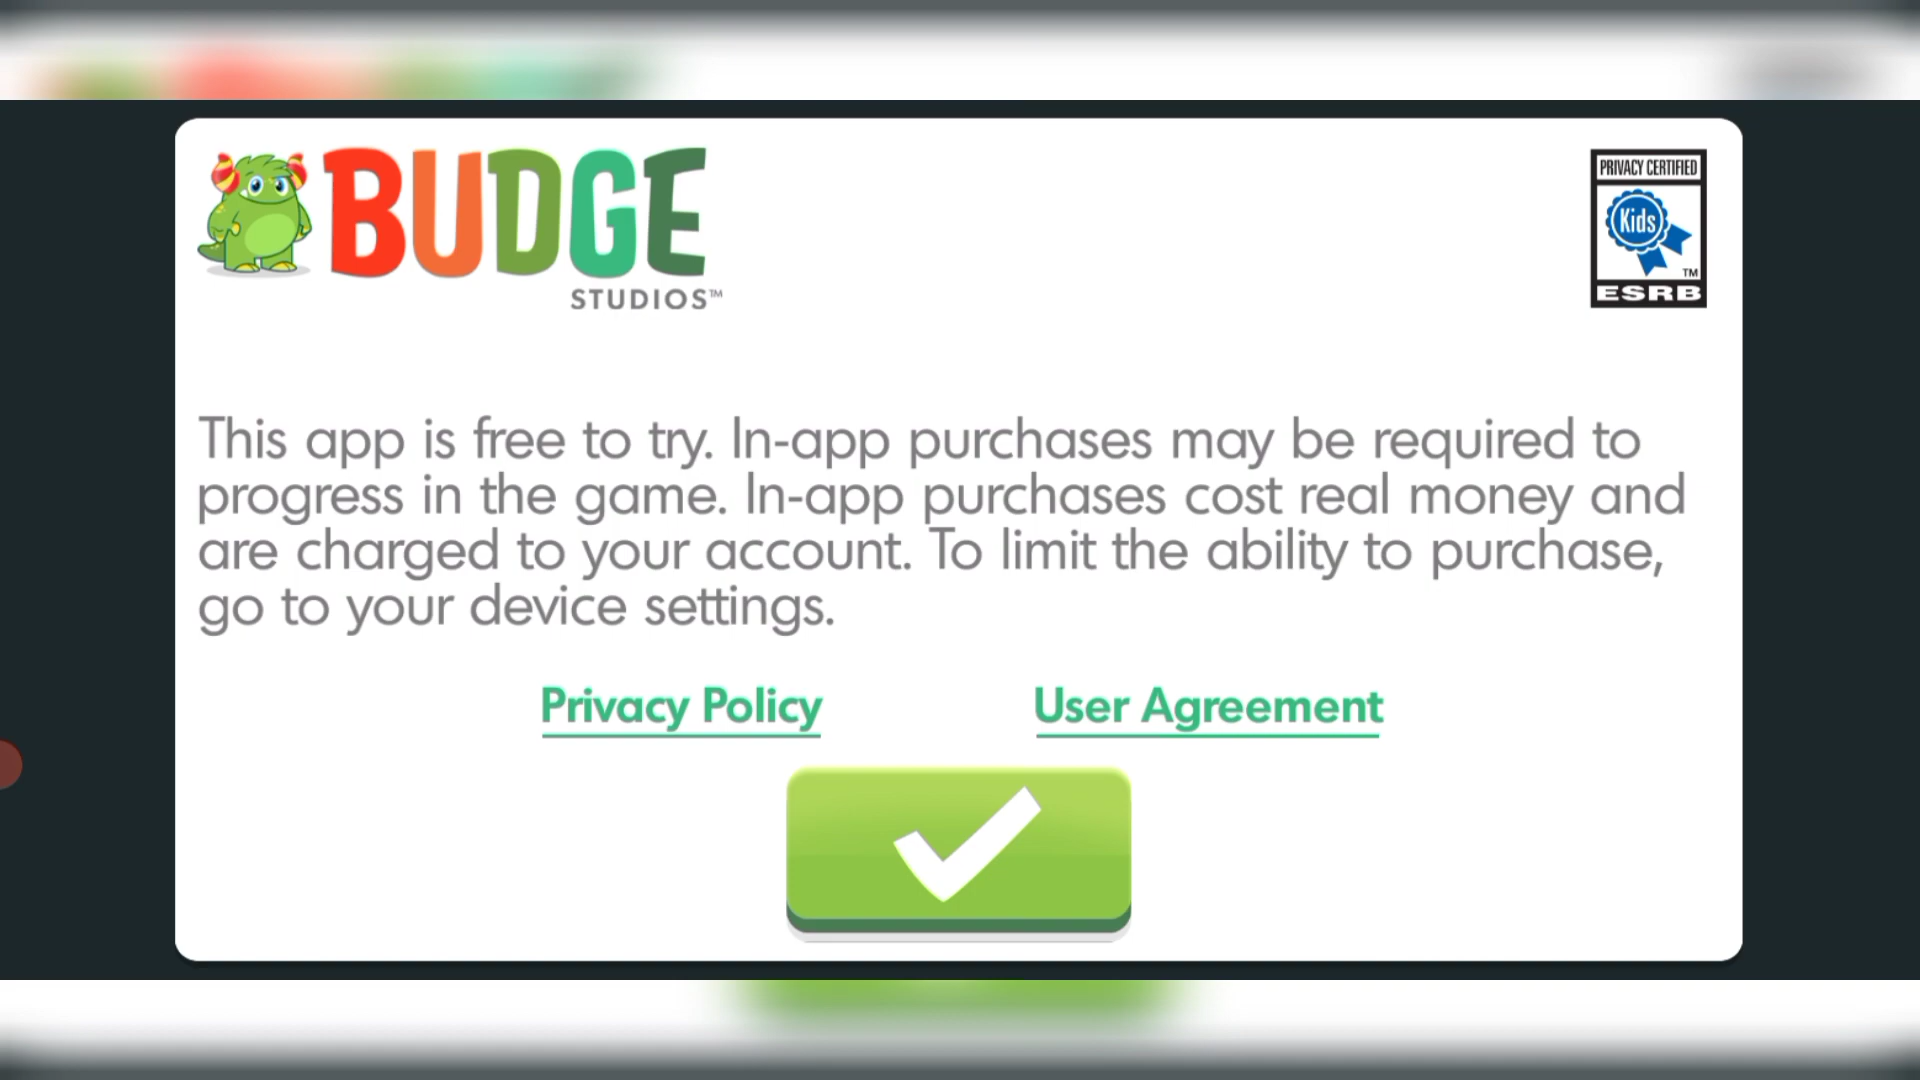 BUDGE
STUDIOS™
PRIVACY CERTIFIED
Kids
TM
ESRB
This app is free to try. In-app purchases may be required to
progress in the game. In-app purchases cost real money and
are charged to your account. To limit the ability to purchase,
go to your device settings.
Privacy Policy
User Agreement